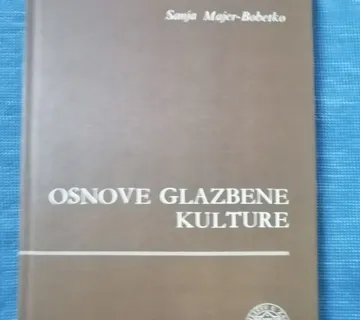 Sanja Majer-Bobetko
OSNOVE GLAZBENE
KULTURE